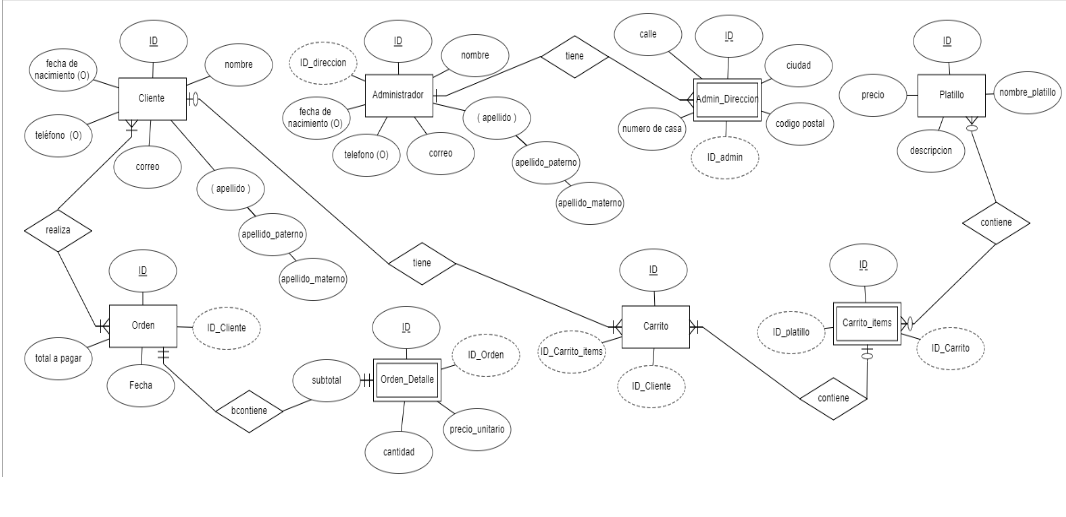 ID
fecha de
nacimiento (O)
nombre
Cliente
teléfono (O)
correo
( apellido )
apellido_paterno
apellido_materno
ID
ID_direccion
nombre
Administrador
fecha de
nacimiento (O)
telefono (O)
correo
( apellido )
apellido_paterno
apellido_materno
tiene
calle
ID
ciudad
Admin_Direccion
numero de casa
codigo postal
ID_admin
ID
precio
Platillo
nombre_platillo
descripcion
contiene
realiza
ID
Orden
ID_Cliente
total a pagar
Fecha
bcontiene
tiene
ID
ID_Orden
subtotal
Orden_Detalle
precio_unitario
cantidad
ID
Carrito
ID_Carrito_items
ID_Cliente
contiene
ID
ID_platillo
Carrito_items
ID_Carrito